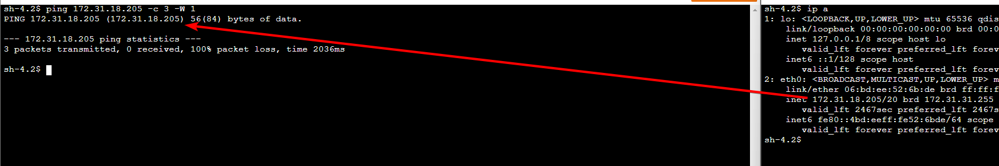 sh-4.2$ ping 172.31.18.205 -c 3 -W 1
PING 172.31.18.205 (172.31.18.205) 56(84) bytes of data.

--- 172.31.18.205 ping statistics ---
3 packets transmitted, 0 received, 100% packet loss, time 2036ms

sh-4.2$
sh-4.2$ ip a
1: lo: <LOOPBACK,UP,LOWER_UP> mtu 65536 qdis
link/loopback 00:00:00:00:00:00 brd 00:0
inet 127.0.0.1/8 scope host lo
valid_lft forever preferred_lft forev
inet6 ::1/128 scope host
valid_lft forever preferred_lft forev
2: eth0: <BROADCAST,MULTICAST,UP,LOWER_UP> m
link/ether 06:bd:ee:52:6b:de brd ff:ff:f
inet 172.31.18.205/20 brd 172.31.31.255
valid_lft 2467sec preferred_lft 2467s
inet6 fe80::4bd:eeff:fe52:6bde/64 scope
valid_lft forever preferred_lft forev
sh-4.2$